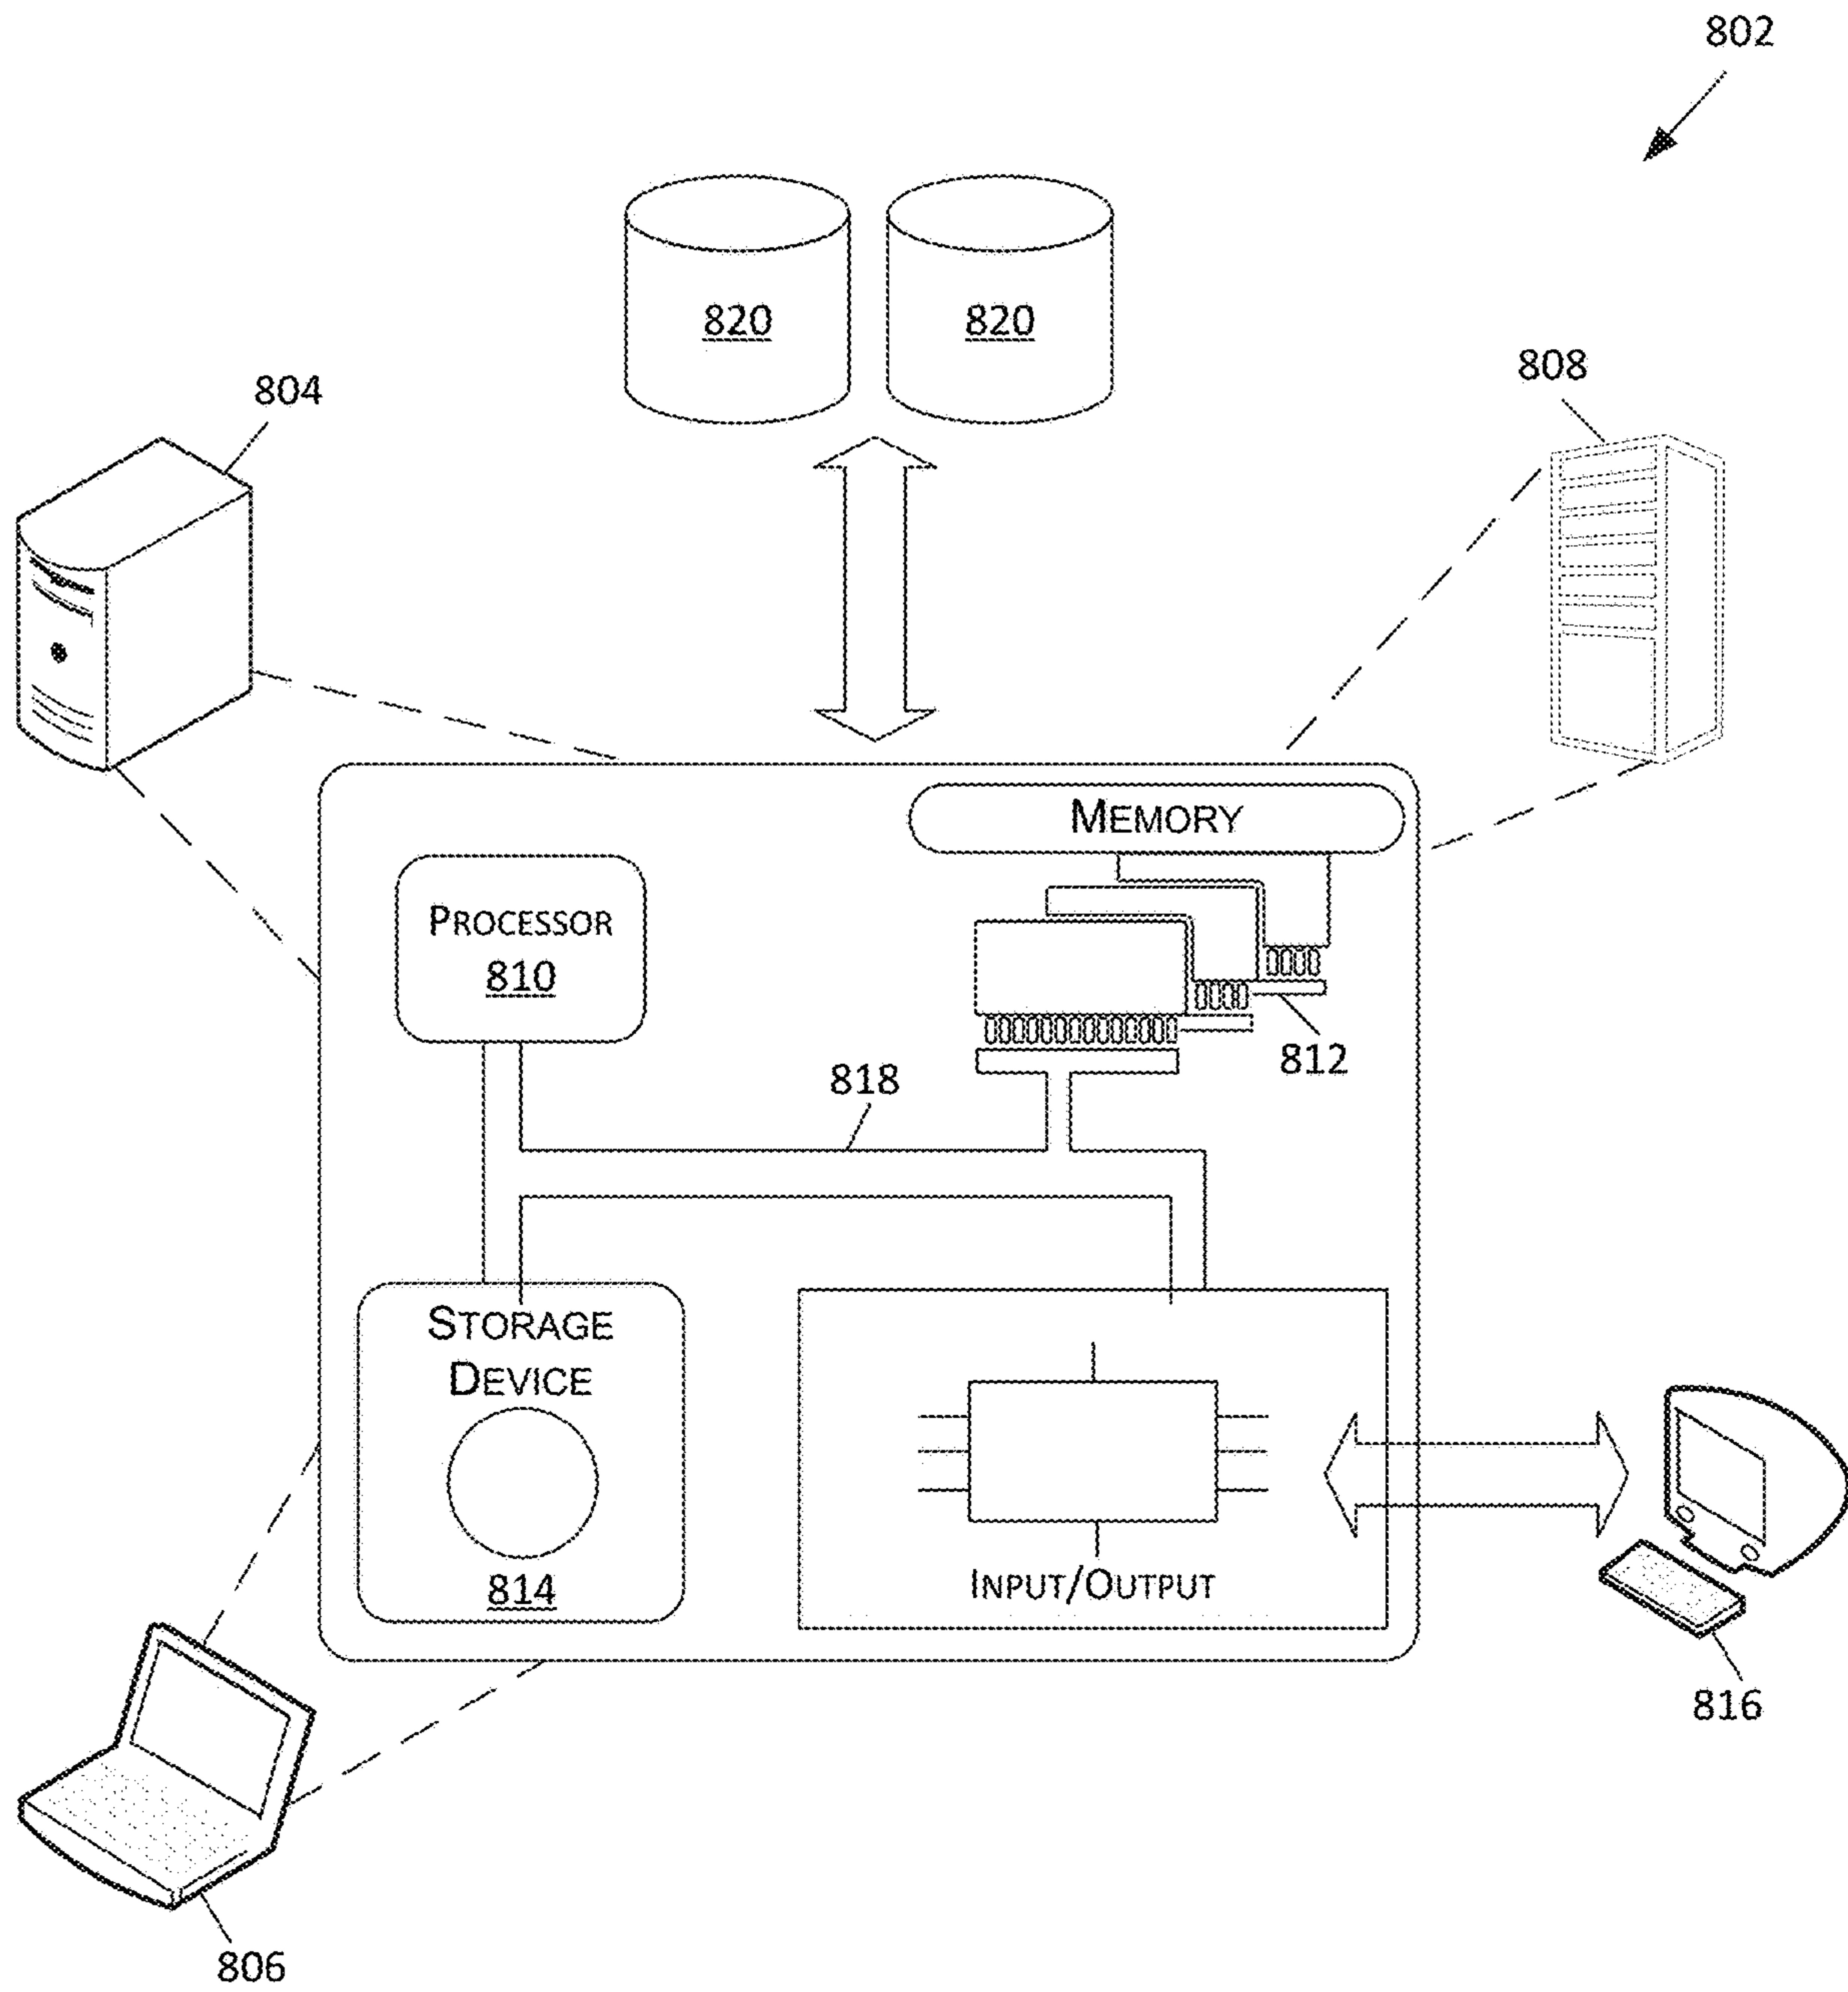 802
820 820
804
808
MEMORY
PROCESSOR
810
812
818
STORAGE
DEVICE
814
INPUT/OUTPUT
816
806